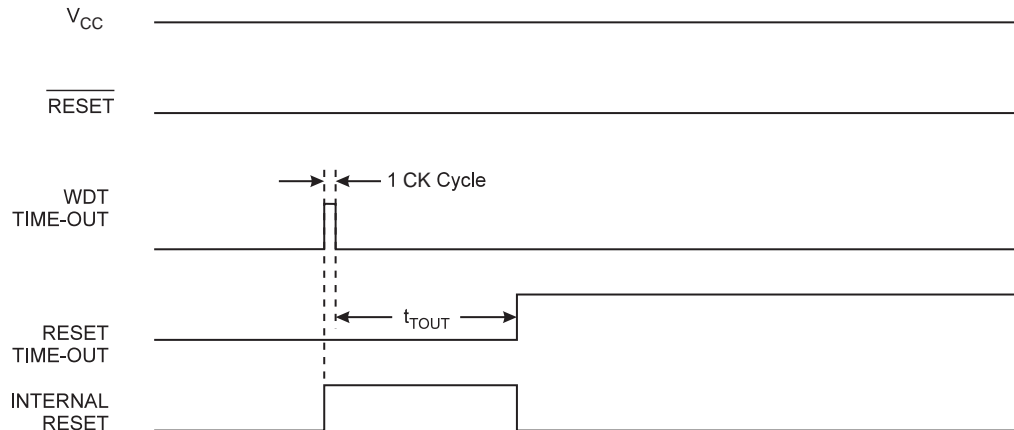 VCC
RESET
1 CK Cycle
WDT
TIME-OUT
tTOUT
RESET
TIME-OUT
INTERNAL
RESET